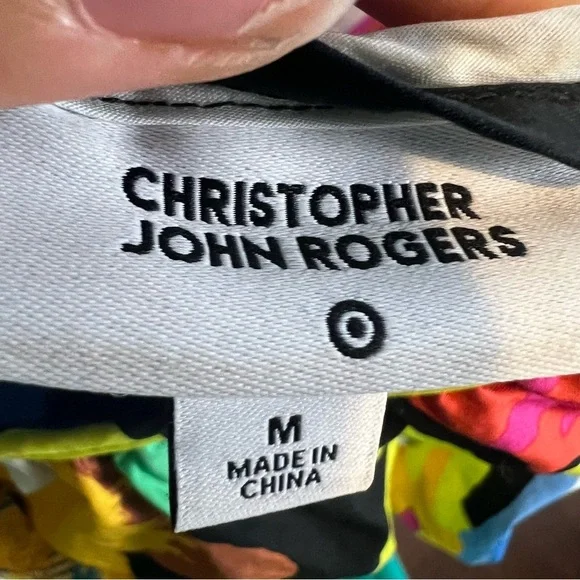 CHRISTOPHER
JOHN ROGERS
M
MADE IN
CHINA